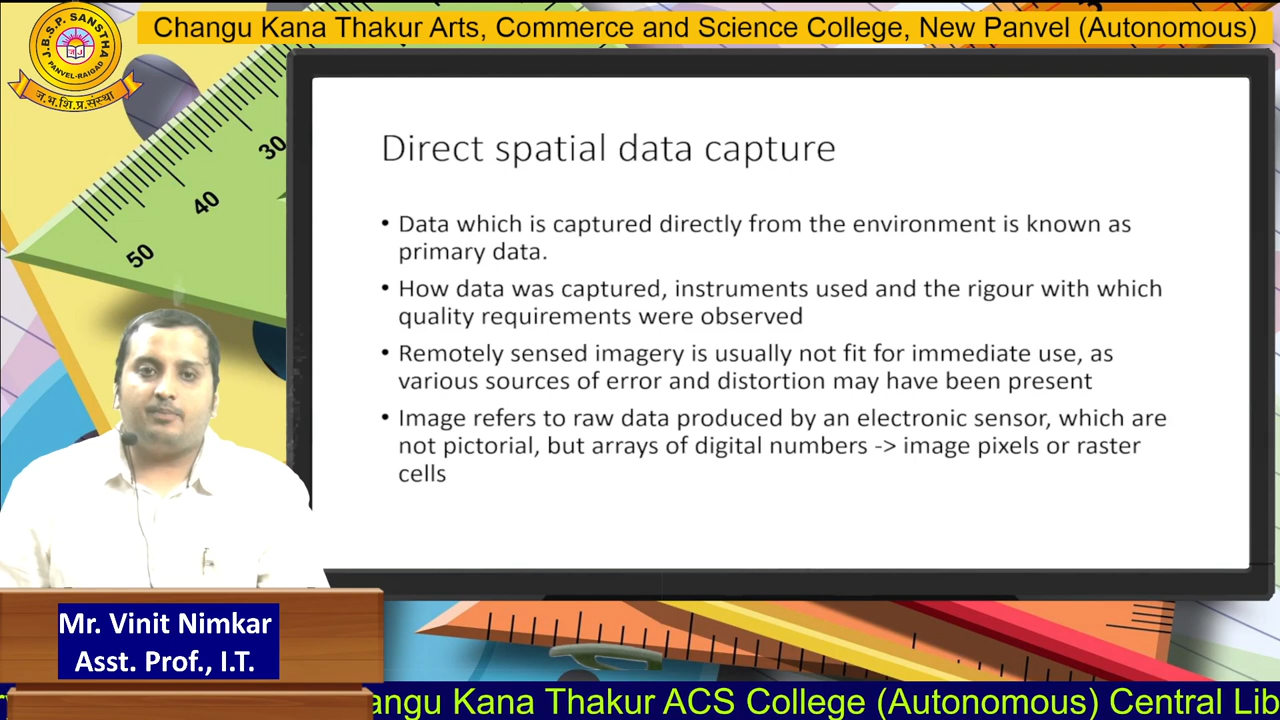 Changu Kana Thakur Arts, Commerce and Science College, New Panvel (Autonomous)
J.B.S.P. SANSTHA
PANVEL-RAIGAD
ज.भ.शि.प्र.संस्था
30
40
50
Direct spatial data capture
• Data which is captured directly from the environment is known as
primary data.
• How data was captured, instruments used and the rigour with which
quality requirements were observed
• Remotely sensed imagery is usually not fit for immediate use, as
various sources of error and distortion may have been present
• Image refers to raw data produced by an electronic sensor, which are
not pictorial, but arrays of digital numbers -> image pixels or raster
cells
Mr. Vinit Nimkar
Asst. Prof., I.T.
angu Kana Thakur ACS College (Autonomous) Central Lib